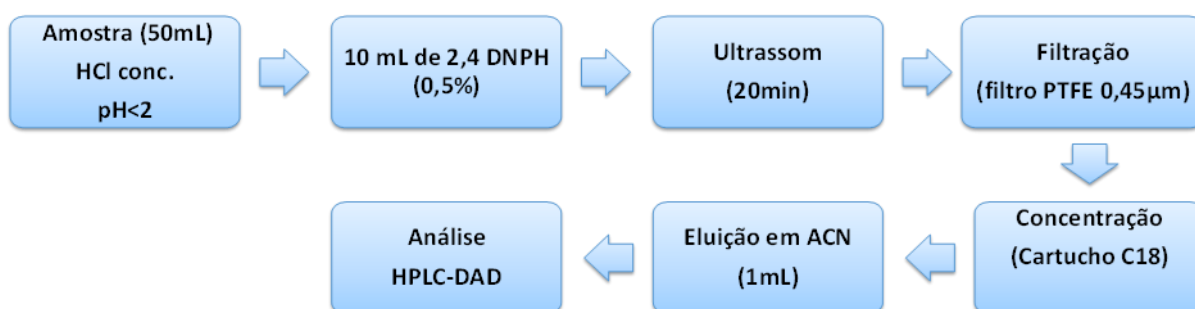 Amostra (50mL)
HCl conc.
pH<2
10 mL de 2,4 DNPH
(0,5%)
Ultrassom
(20min)
Filtração
(filtro PTFE 0,45µm)
Concentração
(Cartucho C18)
Eluição em ACN
(1mL)
Análise
HPLC-DAD